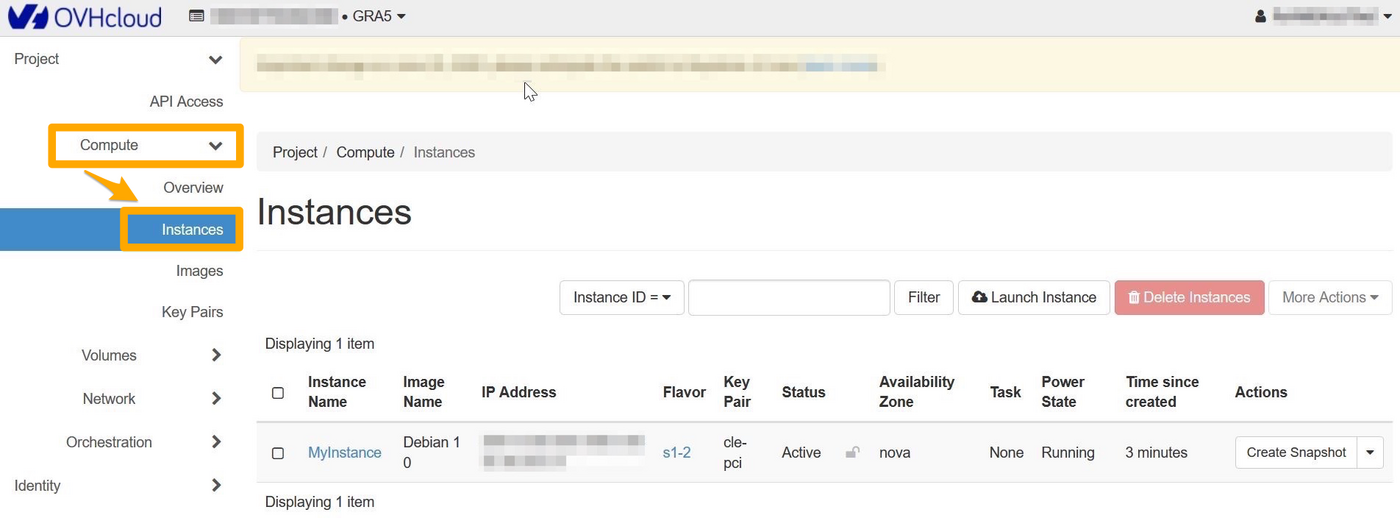 OVHcloud • GRA5
Project
API Access
Compute
Overview
Instances
Images
Key Pairs
Volumes
Network
Orchestration
Identity
Project / Compute / Instances
Instances
Instance ID = Filter Launch Instance Delete Instances More Actions
Displaying 1 item
Instance Name Image Name IP Address Flavor Key Pair Status Availability Zone Task Power State Time since created Actions
MyInstance Debian 10 s1-2 cle-pci Active nova None Running 3 minutes Create Snapshot
Displaying 1 item